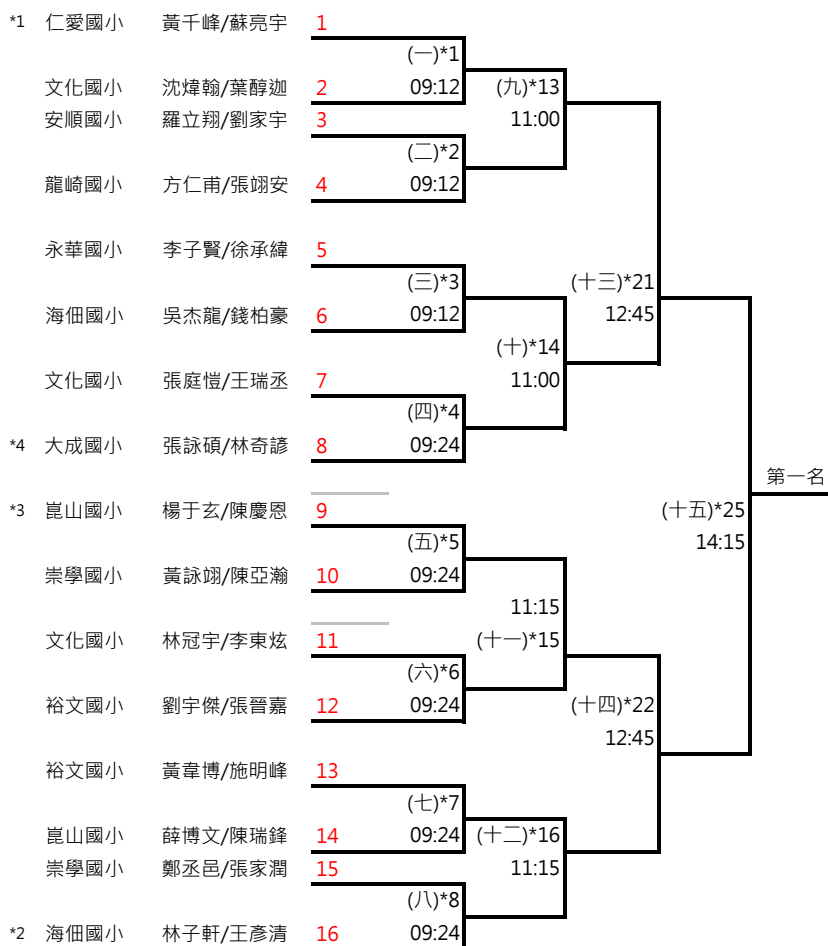 *1 仁愛國小 黃千峰/蘇亮宇 1
(一)*1
文化國小 沈煒翰/葉醇迦 2 09:12 (九)*13
安順國小 羅立翔/劉家宇 3 11:00
(二)*2
龍崎國小 方仁甫/張翊安 4 09:12
永華國小 李子賢/徐承緯 5
(三)*3 (十三)*21
海佃國小 吳杰龍/錢柏豪 6 09:12 12:45
(十)*14
文化國小 張庭愷/王瑞丞 7 11:00
(四)*4
*4 大成國小 張詠碩/林奇諺 8 09:24
第一名
*3 崑山國小 楊于玄/陳慶恩 9 (十五)*25
(五)*5 14:15
崇學國小 黃詠翊/陳亞瀚 10 09:24
11:15
文化國小 林冠宇/李東炫 11 (十一)*15
(六)*6
裕文國小 劉宇傑/張晉嘉 12 09:24 (十四)*22
12:45
裕文國小 黃韋博/施明峰 13
(七)*7
崑山國小 薛博文/陳瑞鋒 14 09:24 (十二)*16
崇學國小 鄭丞邑/張家潤 15 11:15
(八)*8
*2 海佃國小 林子軒/王彥清 16 09:24